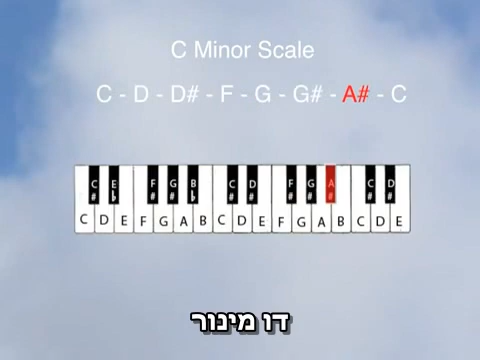 C Minor Scale
C - D - D# - F - G - G# - A# - C
C# E♭ F# G# B♭ C# D# F# G# A# C# D#
C D E F G A B C D E F G A B C D E
דו מינור